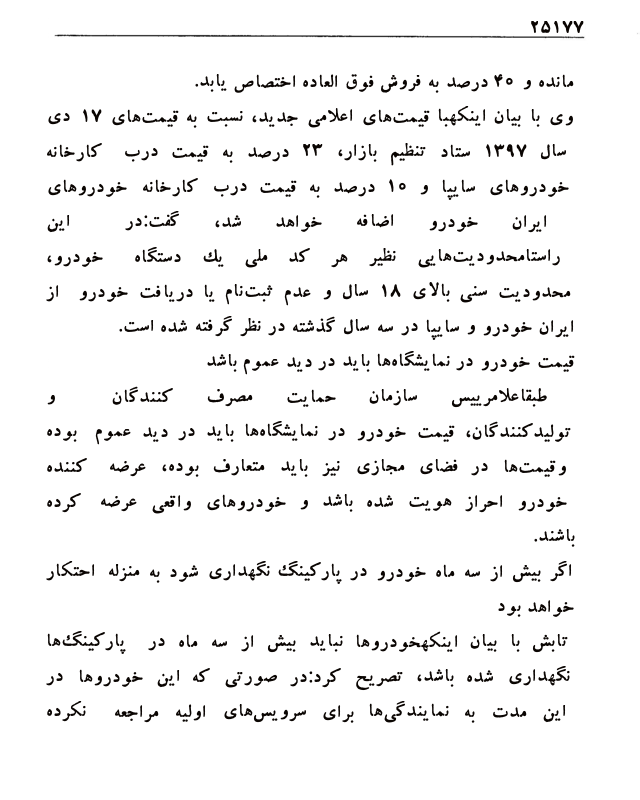 ۲۵۱۷۷
مانده و ۴۰ درصد به فروش فوق العاده اختصاص یابد.
وی با بیان اینکهبا قیمت‌های اعلامی جدید، نسبت به قیمت‌های ۱۷ دی
سال ۱۳۹۷ ستاد تنظیم بازار، ۲۳ درصد به قیمت درب کارخانه
خودروهای سایپا و ۱۰ درصد به قیمت درب کارخانه خودروهای
ایران خودرو اضافه خواهد شد، گفت:در این
راستامحدودیت‌هایی نظیر هر کد ملی یك دستگاه خودرو،
محدودیت سنی بالای ۱۸ سال و عدم ثبت‌نام یا دریافت خودرو از
ایران خودرو و سایپا در سه سال گذشته در نظر گرفته شده است.
قیمت خودرو در نمایشگاه‌ها باید در دید عموم باشد
طبقاعلامرییس سازمان حمایت مصرف کنندگان و
تولیدکنندگان، قیمت خودرو در نمایشگاه‌ها باید در دید عموم بوده
وقیمت‌ها در فضای مجازی نیز باید متعارف بوده، عرضه کننده
خودرو احراز هویت شده باشد و خودروهای واقعی عرضه کرده
باشند.
اگر بیش از سه ماه خودرو در پارکینگ نگهداری شود به منزله احتکار
خواهد بود
تابش با بیان اینکهخودروها نباید بیش از سه ماه در پارکینگ‌ها
نگهداری شده باشد، تصریح کرد:در صورتی که این خودروها در
این مدت به نمایندگی‌ها برای سرویس‌های اولیه مراجعه نکرده